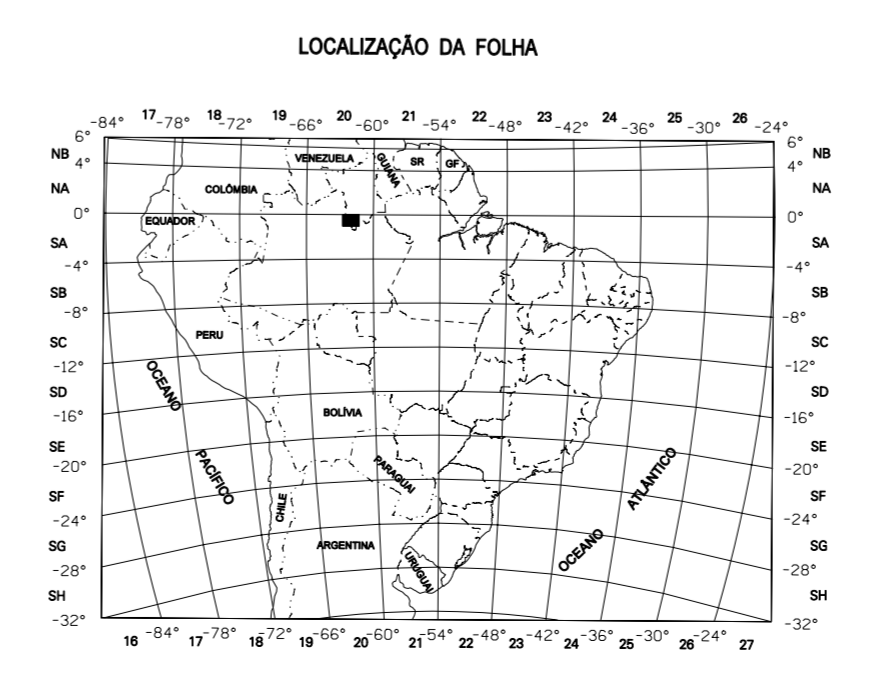 LOCALIZAÇÃO DA FOLHA
17 18 19 20 21 22 23 24 25 26
-84° -78° -72° -66° -60° -54° -48° -42° -36° -30° -24°
6° 6°
NB VENEZUELA GUIANA SR GF NB
4° 4°
NA COLÔMBIA NA
0° EQUADOR 0°
SA SA
-4° -4°
SB SB
-8° -8°
SC PERU SC
-12° -12°
SD SD
-16° BOLÍVIA -16°
SE SE
-20° PARAGUAI -20°
OCEANO PACÍFICO
OCEANO ATLÂNTICO
SF CHILE SF
-24° -24°
SG ARGENTINA SG
-28° URUGUAI -28°
SH SH
-32° -32°
-84° -78° -72° -66° -60° -54° -48° -42° -36° -30° -24°
16 17 18 19 20 21 22 23 24 25 26 27